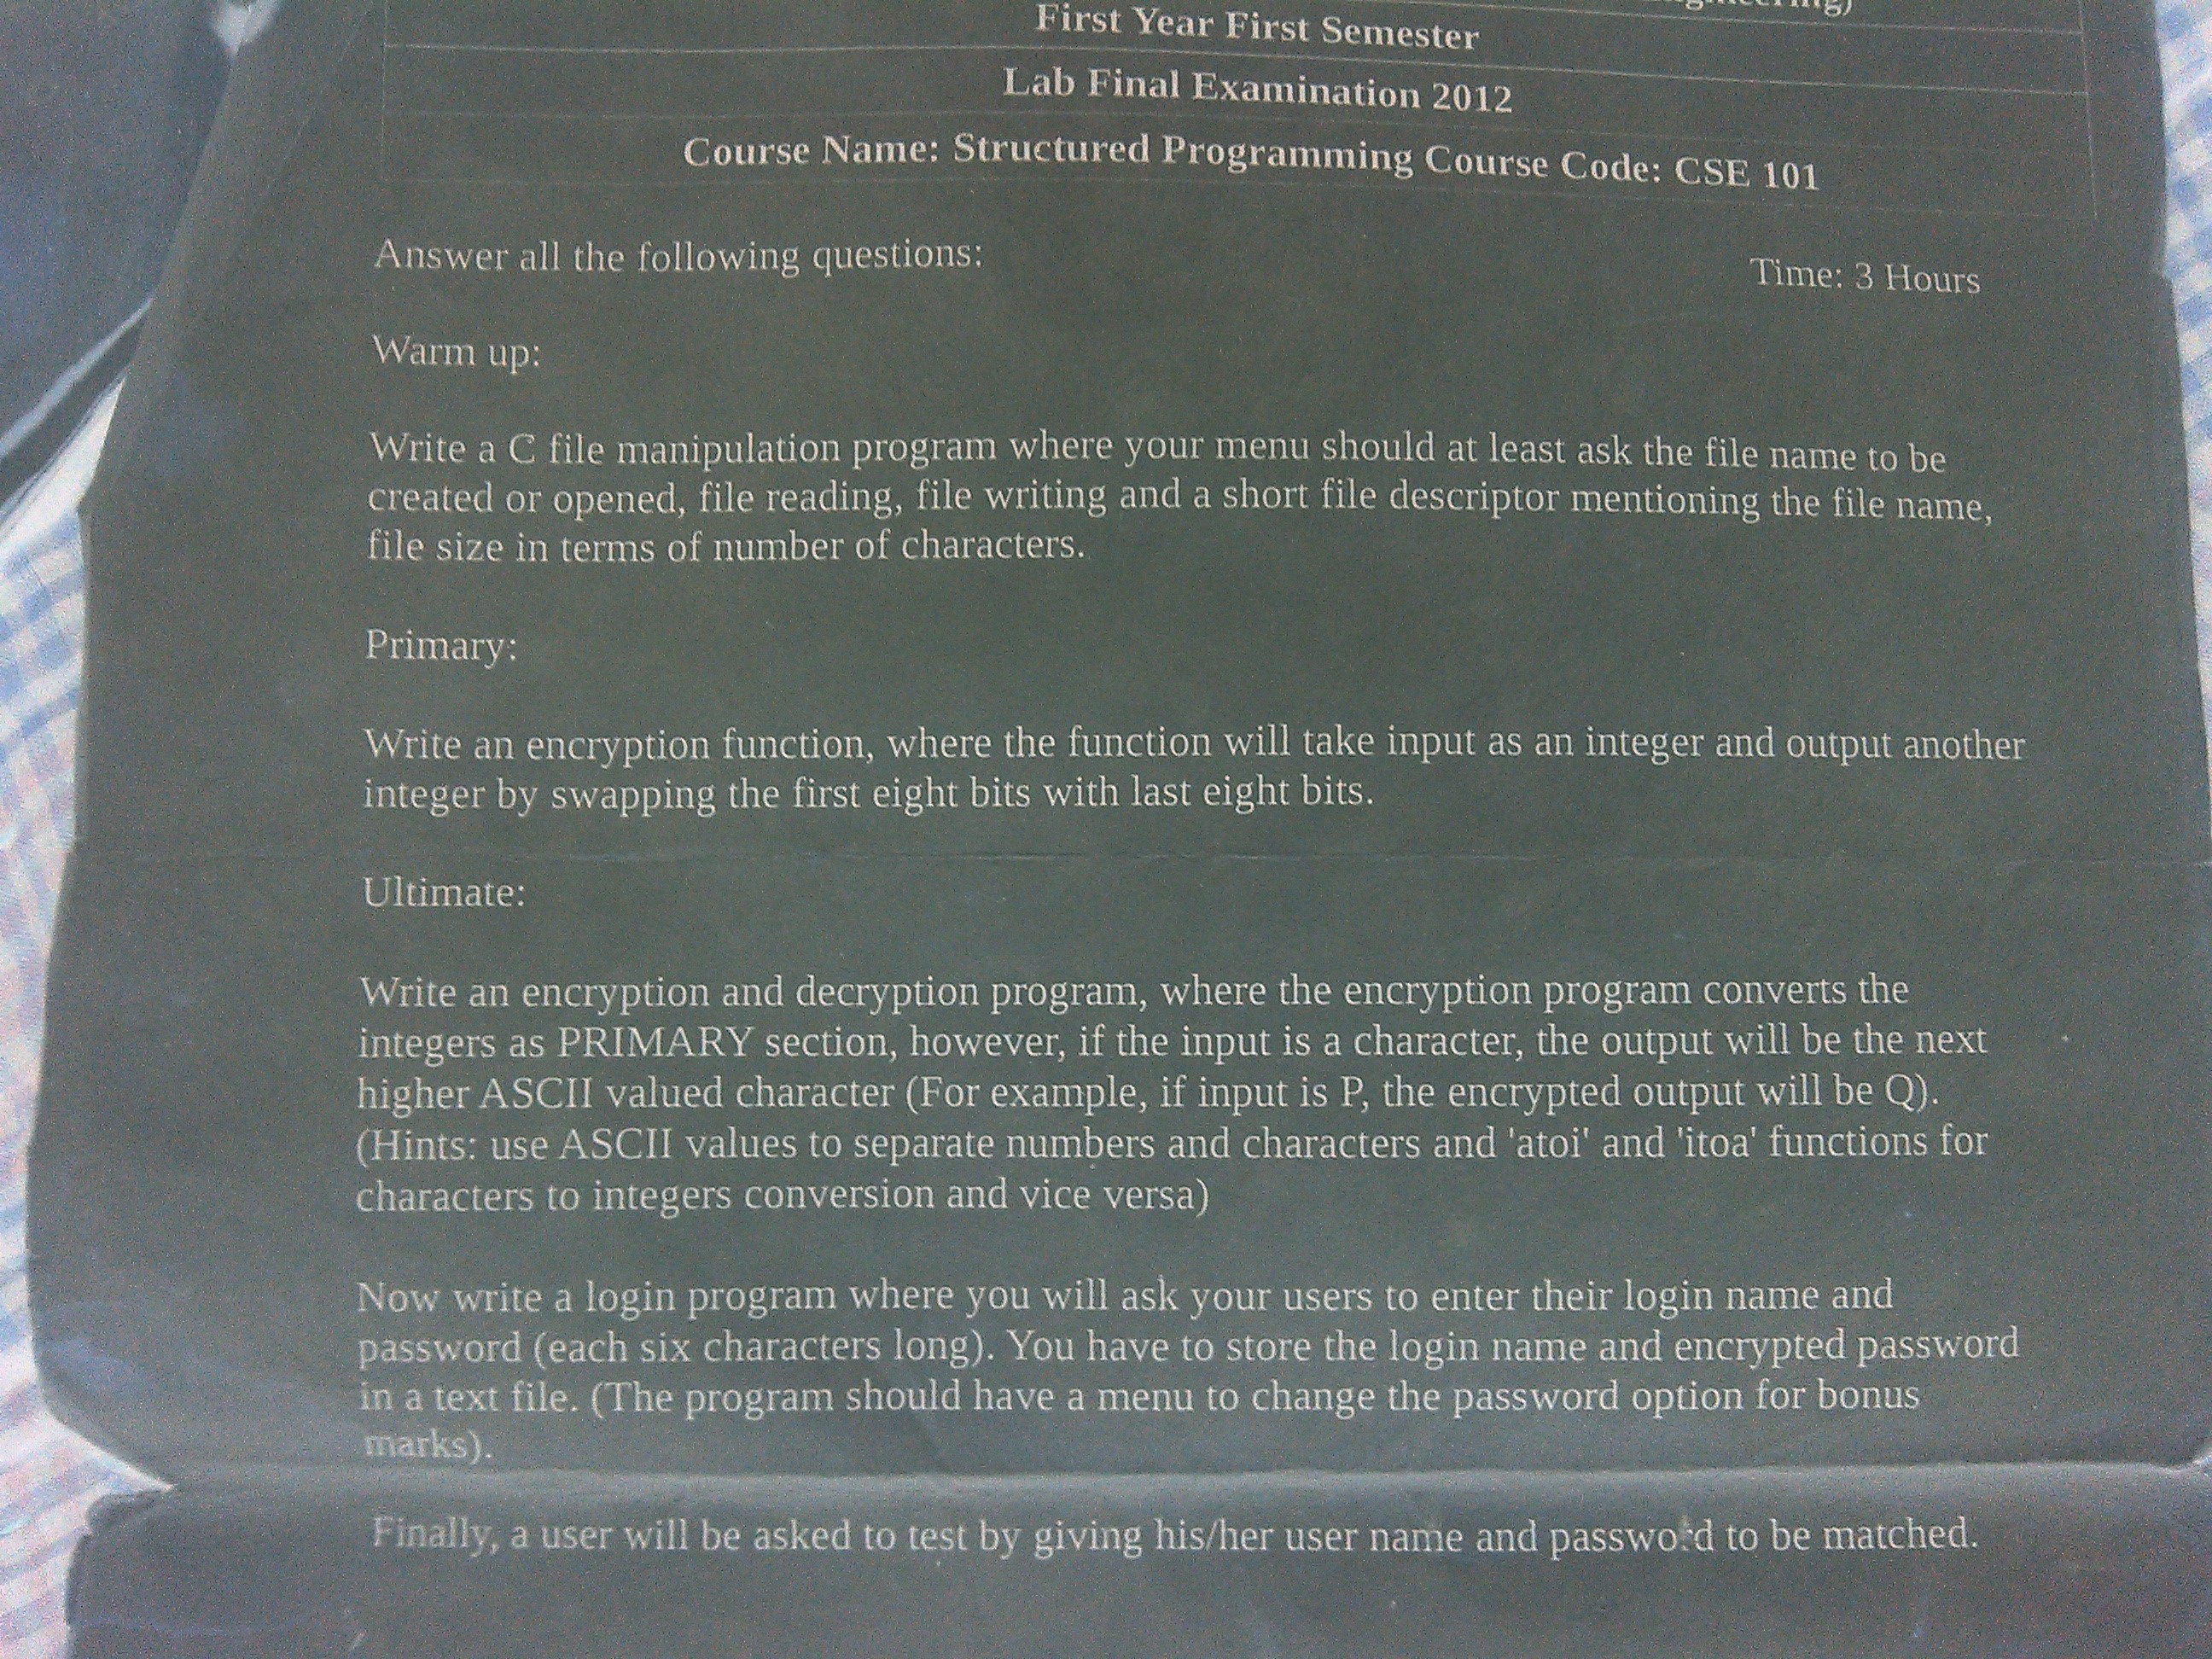 First Year First Semester
Lab Final Examination 2012
Course Name: Structured Programming Course Code: CSE 101
Answer all the following questions:
Time: 3 Hours
Warm up:
Write a C file manipulation program where your menu should at least ask the file name to be
created or opened, file reading, file writing and a short file descriptor mentioning the file name,
file size in terms of number of characters.
Primary:
Write an encryption function, where the function will take input as an integer and output another
integer by swapping the first eight bits with last eight bits.
Ultimate:
Write an encryption and decryption program, where the encryption program converts the
integers as PRIMARY section, however, if the input is a character, the output will be the next
higher ASCII valued character (For example, if input is P, the encrypted output will be Q).
(Hints: use ASCII values to separate numbers and characters and 'atoi' and 'itoa' functions for
characters to integers conversion and vice versa)
Now write a login program where you will ask your users to enter their login name and
password (each six characters long). You have to store the login name and encrypted password
in a text file. (The program should have a menu to change the password option for bonus
marks).
Finally, a user will be asked to test by giving his/her user name and password to be matched.